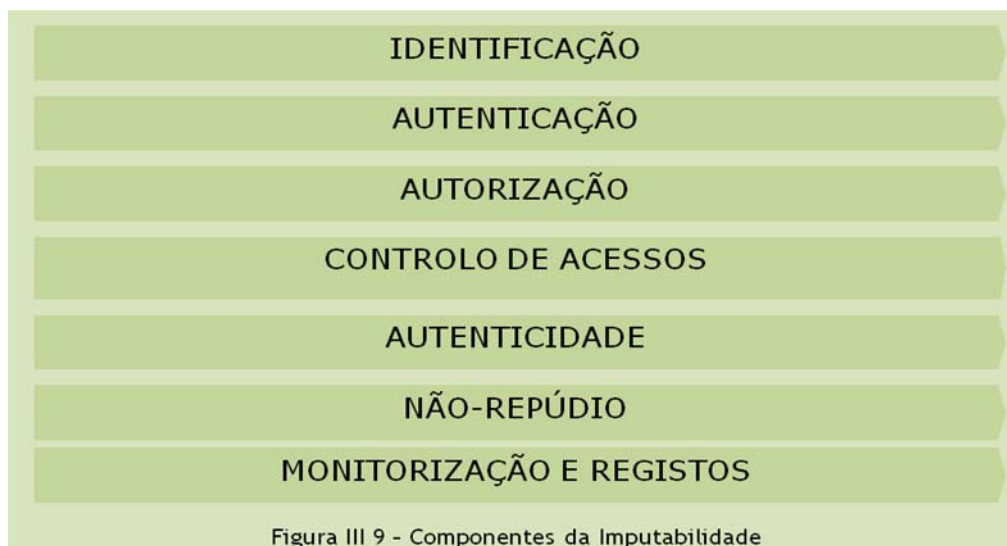 IDENTIFICAÇÃO
AUTENTICAÇÃO
AUTORIZAÇÃO
CONTROLO DE ACESSOS
AUTENTICIDADE
NÃO-REPÚDIO
MONITORIZAÇÃO E REGISTOS
Figura III 9 - Componentes da Imputabilidade